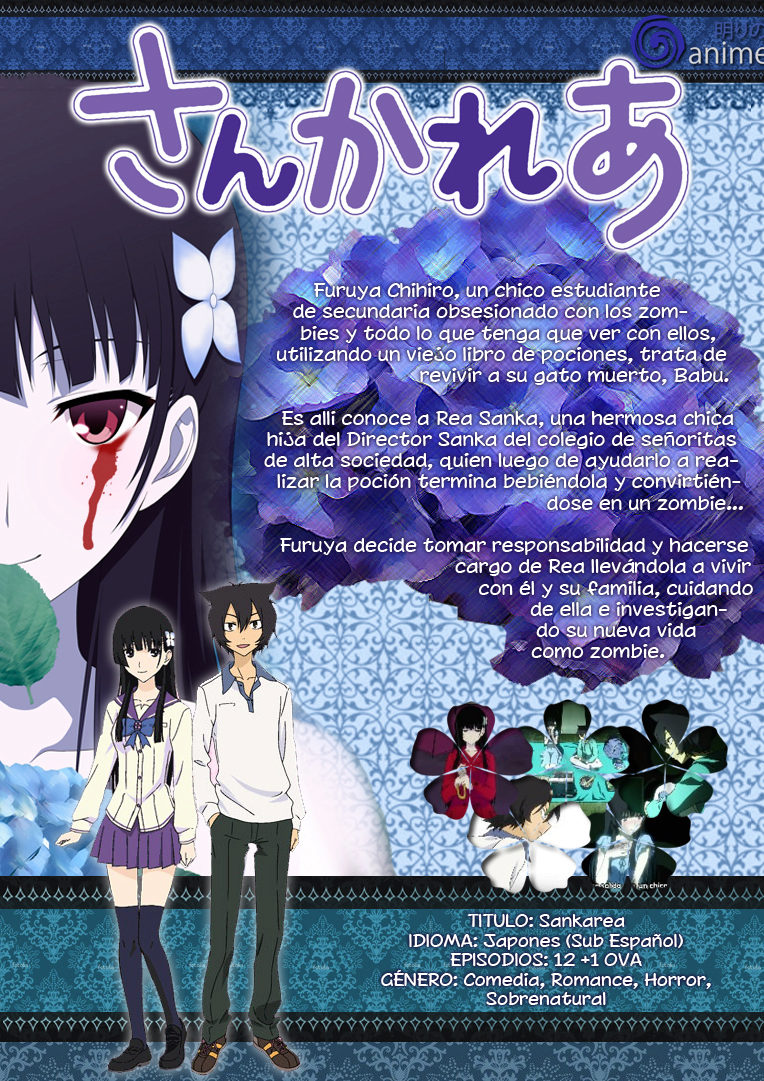 明けの
anime
さんかれあ
Furuya Chihiro, un chico estudiante
de secundaria obsesionado con los zom-
bies y todo lo que tenga que ver con ellos,
utilizando un viejo libro de pociones, trata de
revivir a su gato muerto, Babu.
Es alli conoce a Rea Sanka, una hermosa chica
hija del Director Sanka del colegio de señoritas
de alta sociedad, quien luego de ayudarlo a rea-
lizar la poción termina bebiéndola y convirtién-
dose en un zombie...
Furuya decide tomar responsabilidad y hacerse
cargo de Rea llevándola a vivir
con él y su familia, cuidando
de ella e investigan-
do su nueva vida
como zombie.
TITULO: Sankarea
IDIOMA: Japones (Sub Español)
EPISODIOS: 12 +1 OVA
GÉNERO: Comedia, Romance, Horror,
Sobrenatural